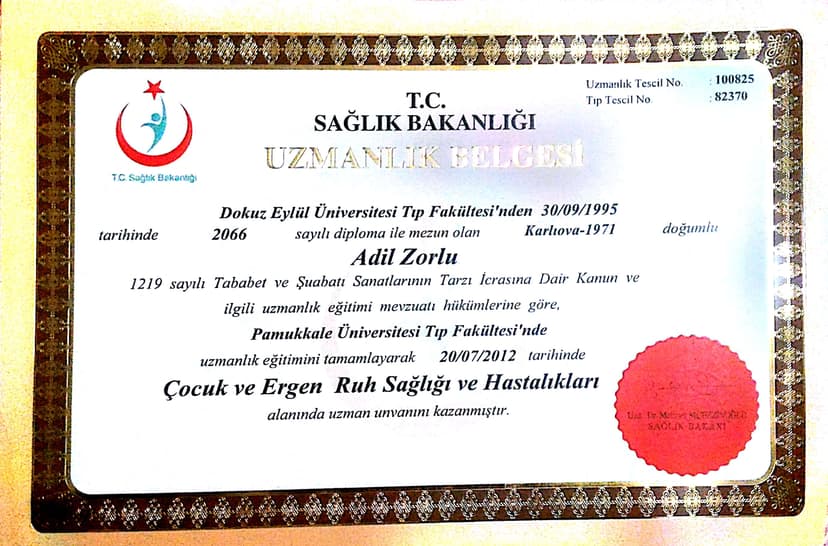 Uzmanlık Tescil No. : 100825
Tıp Tescil No. : 82370
T.C.
SAĞLIK BAKANLIĞI
UZMANLIK BELGESİ
T.C. Sağlık Bakanlığı
Dokuz Eylül Üniversitesi Tıp Fakültesi'nden 30/09/1995
tarihinde 2066 sayılı diploma ile mezun olan Karlıova-1971 doğumlu
Adil Zorlu
1219 sayılı Tababet ve Şuabatı Sanatlarının Tarzı İcrasına Dair Kanun ve
ilgili uzmanlık eğitimi mevzuatı hükümlerine göre,
Pamukkale Üniversitesi Tıp Fakültesi'nde
uzmanlık eğitimini tamamlayarak 20/07/2012 tarihinde
Çocuk ve Ergen Ruh Sağlığı ve Hastalıkları
alanında uzman unvanını kazanmıştır.
Dr.
SAĞLIK BAKANI